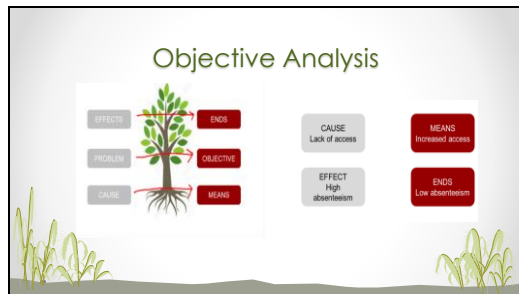 Objective Analysis
EFFECTS
ENDS
PROBLEM
OBJECTIVE
CAUSE
MEANS
CAUSE
Lack of access
MEANS
Increased access
EFFECT
High
absenteeism
ENDS
Low absenteeism